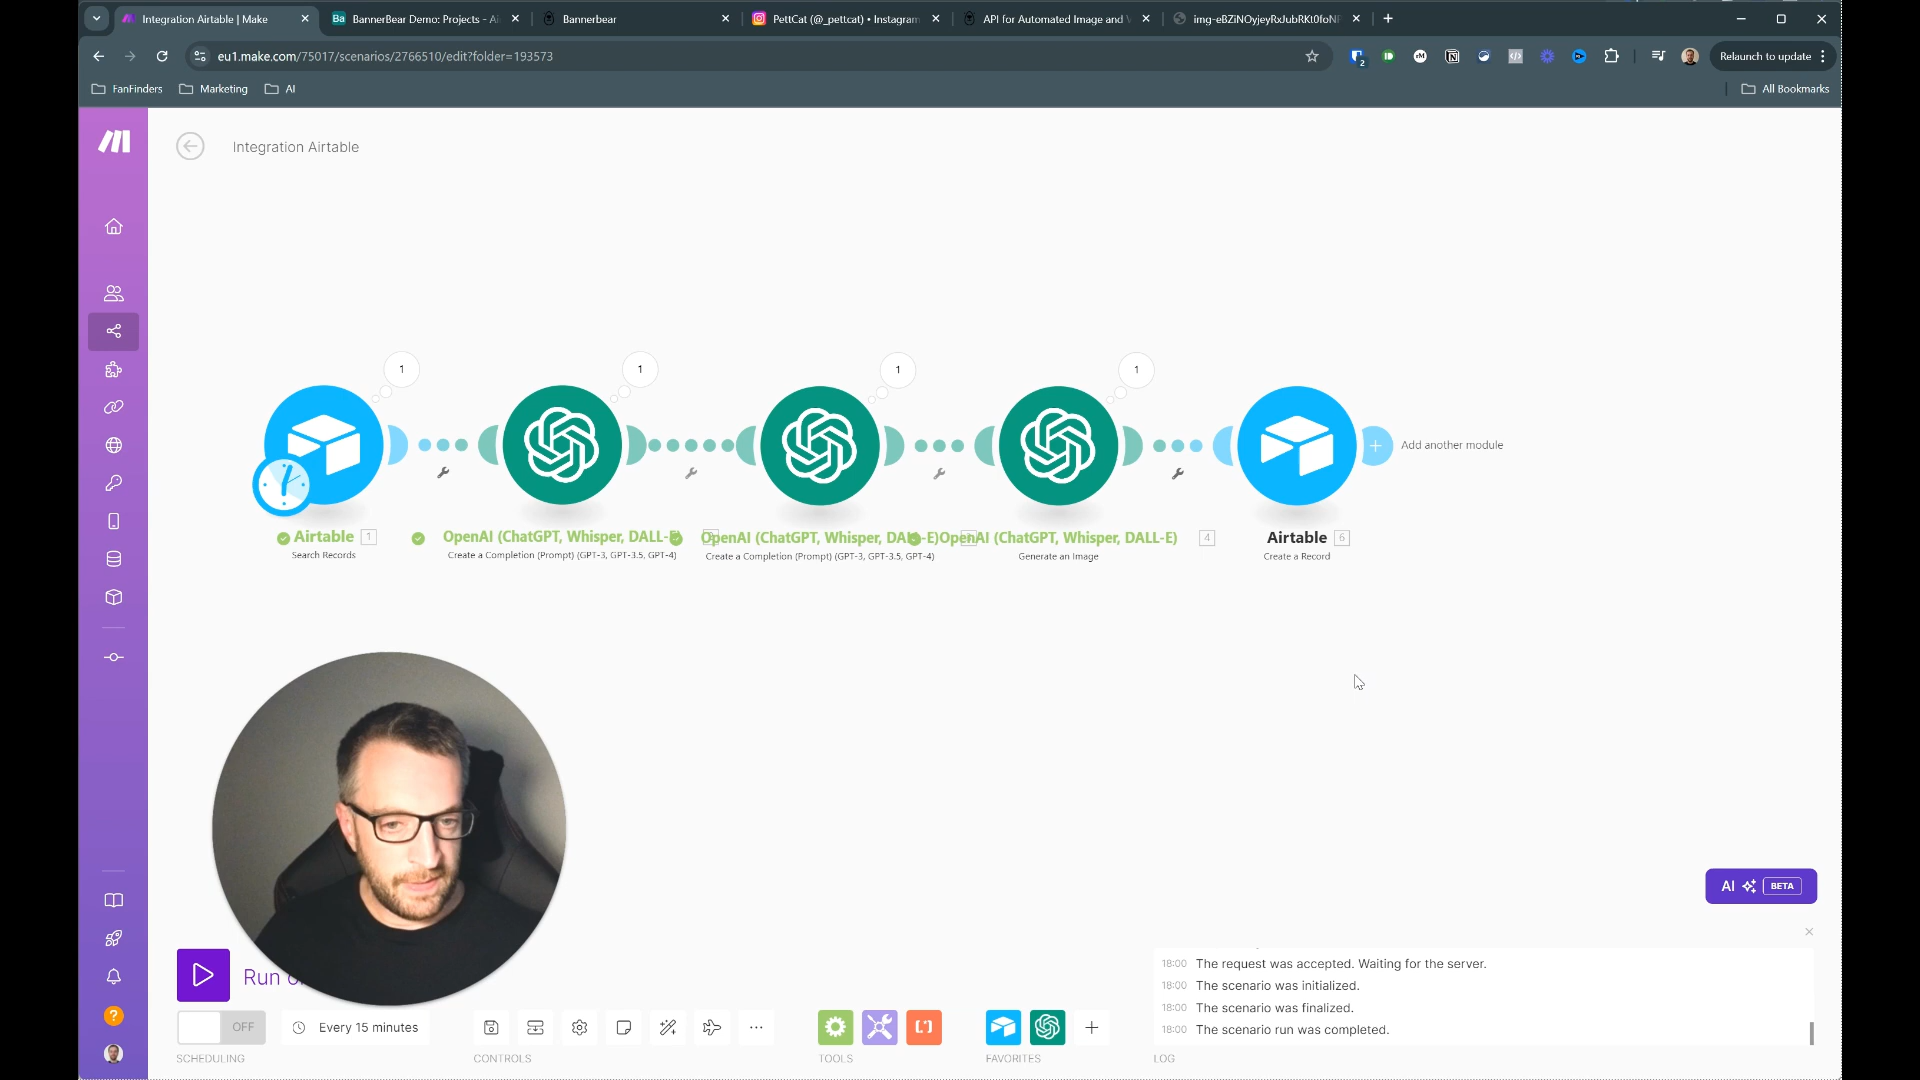 Integration Airtable | Make
BannerBear Demo: Projects - Ai
Bannerbear
PettCat (@_pettcat) • Instagram
API for Automated Image and V
img-eBZiNOyjeyRxJubRKt0foNF
eu1.make.com/75017/scenarios/2766510/edit?folder=193573
2
Relaunch to update
FanFinders
Marketing
AI
All Bookmarks
Integration Airtable
1
1
1
1
Add another module
Airtable 1
OpenAI (ChatGPT, Whisper, DALL-E)
OpenAI (ChatGPT, Whisper, DALL-E)
OpenAI (ChatGPT, Whisper, DALL-E) 4
Airtable 6
Search Records
Create a Completion (Prompt) (GPT-3, GPT-3.5, GPT-4)
Create a Completion (Prompt) (GPT-3, GPT-3.5, GPT-4)
Generate an Image
Create a Record
AI BETA
Run
18:00 The request was accepted. Waiting for the server.
18:00 The scenario was initialized.
18:00 The scenario was finalized.
18:00 The scenario run was completed.
OFF
Every 15 minutes
SCHEDULING
CONTROLS
TOOLS
FAVORITES
LOG